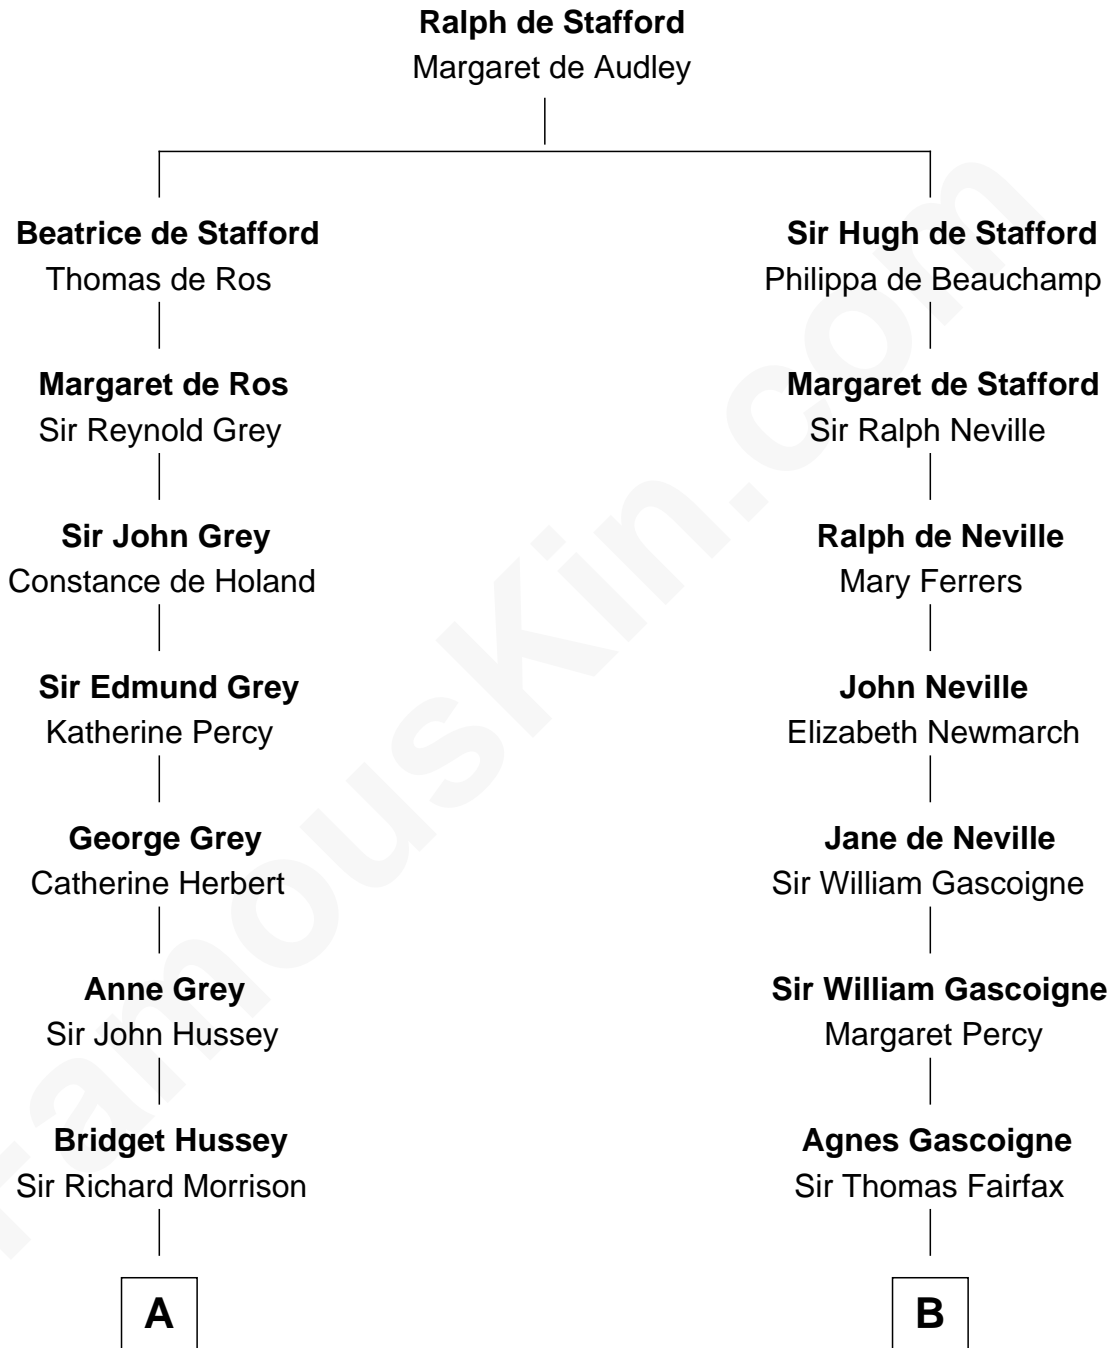 Ralph de Stafford
Margaret de Audley
Beatrice de Stafford
Thomas de Ros
Sir Hugh de Stafford
Philippa de Beauchamp
Margaret de Ros
Sir Reynold Grey
Margaret de Stafford
Sir Ralph Neville
Sir John Grey
Constance de Holand
Ralph de Neville
Mary Ferrers
Sir Edmund Grey
Katherine Percy
John Neville
Elizabeth Newmarch
George Grey
Catherine Herbert
Jane de Neville
Sir William Gascoigne
Anne Grey
Sir John Hussey
Sir William Gascoigne
Margaret Percy
Bridget Hussey
Sir Richard Morrison
Agnes Gascoigne
Sir Thomas Fairfax
A
B
FamousKin.com